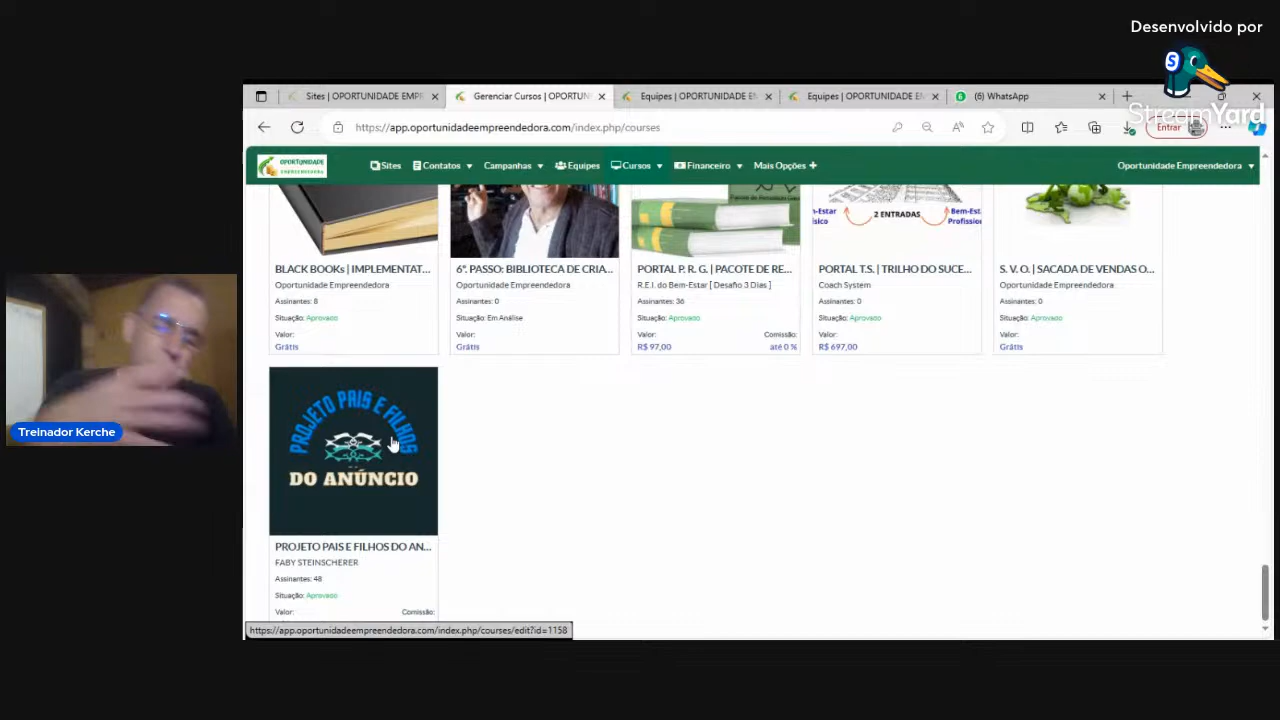 Desenvolvido por
S
StreamYard
Sites | OPORTUNIDADE EMPR
Gerenciar Cursos | OPORTUN
Equipes | OPORTUNIDADE E
Equipes | OPORTUNIDADE E
(6) WhatsApp
https://app.oportunidadeempreendedora.com/index.php/courses
Entrar
OPORTUNIDADE
EMPREENDEDORA
Sites
Contatos
Campanhas
Equipes
Cursos
Financeiro
Mais Opções
Oportunidade Empreendedora
2 ENTRADAS
BLACK BOOKs | IMPLEMENTAT...
Oportunidade Empreendedora
Assinantes: 8
Situação: Aprovado
Valor:
Grátis
6°. PASSO: BIBLIOTECA DE CRIA...
Oportunidade Empreendedora
Assinantes: 0
Situação: Em Análise
Valor:
Grátis
PORTAL P. R. G. | PACOTE DE RE...
R.E.I. do Bem-Estar [ Desafio 3 Dias ]
Assinantes: 36
Situação: Aprovado
Valor:
Comissão:
R$ 97,00
até 0 %
PORTAL T.S. | TRILHO DO SUCE...
Coach System
Assinantes: 0
Situação: Aprovado
Valor:
R$ 697,00
S. V. O. | SACADA DE VENDAS O...
Oportunidade Empreendedora
Assinantes: 0
Situação: Aprovado
Valor:
Grátis
PROJETO PAIS E FILHOS
DO ANÚNCIO
PROJETO PAIS E FILHOS DO AN...
FABY STEINSCHERER
Assinantes: 48
Situação: Aprovado
Valor:
Comissão:
https://app.oportunidadeempreendedora.com/index.php/courses/edit?id=1158
Treinador Kerche